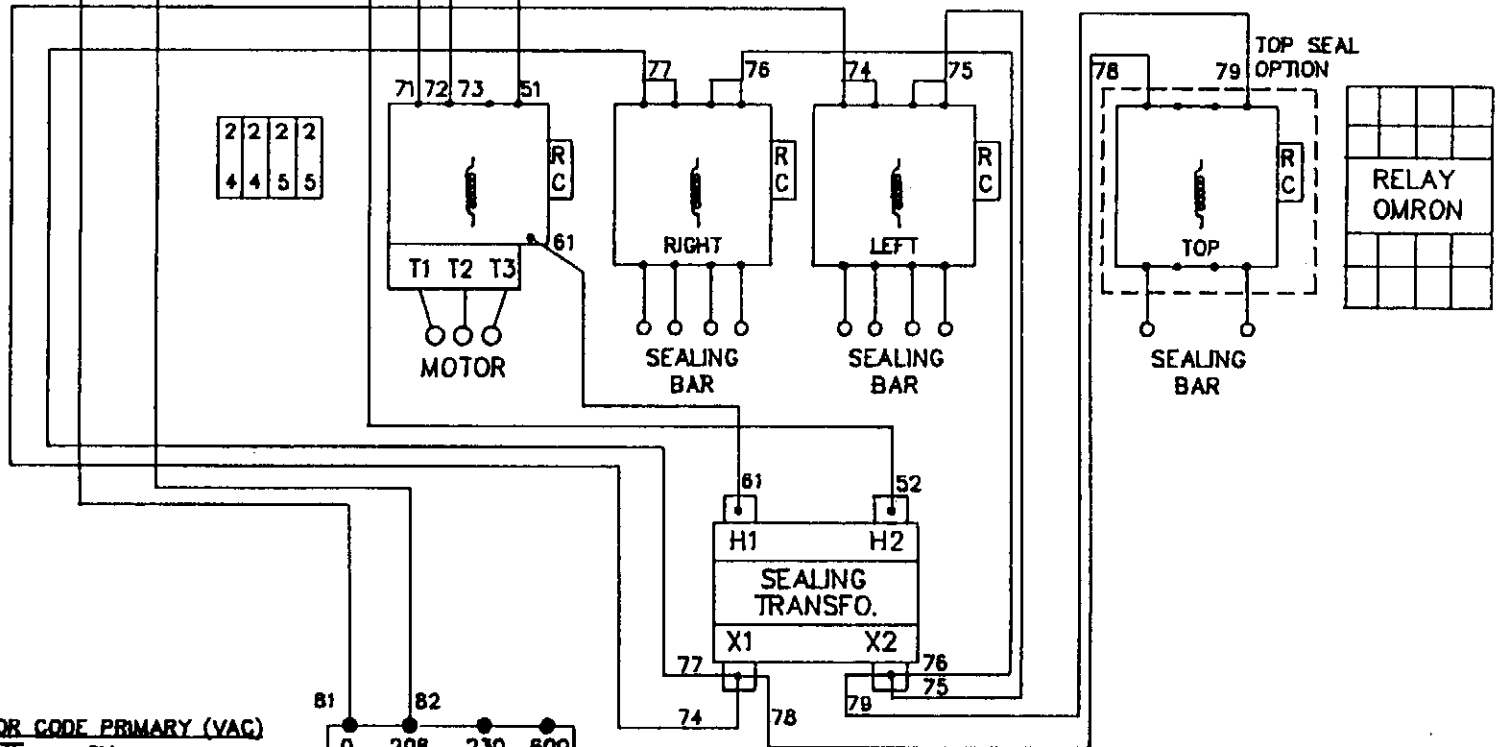 TOP SEAL
OPTION
77 76 74 75 78 79
71 72 73 51
2 2 2 2
4 4 5 5
R
C
R
C
R
C
R
C
RELAY
OMRON
61
RIGHT
LEFT
TOP
T1 T2 T3
MOTOR
SEALING
BAR
SEALING
BAR
SEALING
BAR
61 52
H1 H2
SEALING
TRANSFO.
X1 X2
77 76
75
74 78 79
81 82
OR CODE PRIMARY (VAC)
0 208 230 600